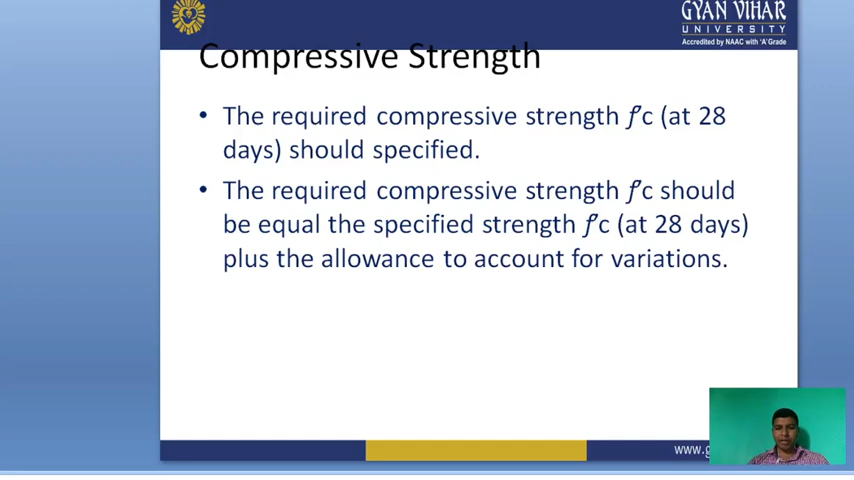 GYAN VIHAR
UNIVERSITY
Accredited by NAAC with 'A' Grade
Compressive Strength
• The required compressive strength f'c (at 28
days) should specified.
• The required compressive strength f'c should
be equal the specified strength f'c (at 28 days)
plus the allowance to account for variations.
www.g